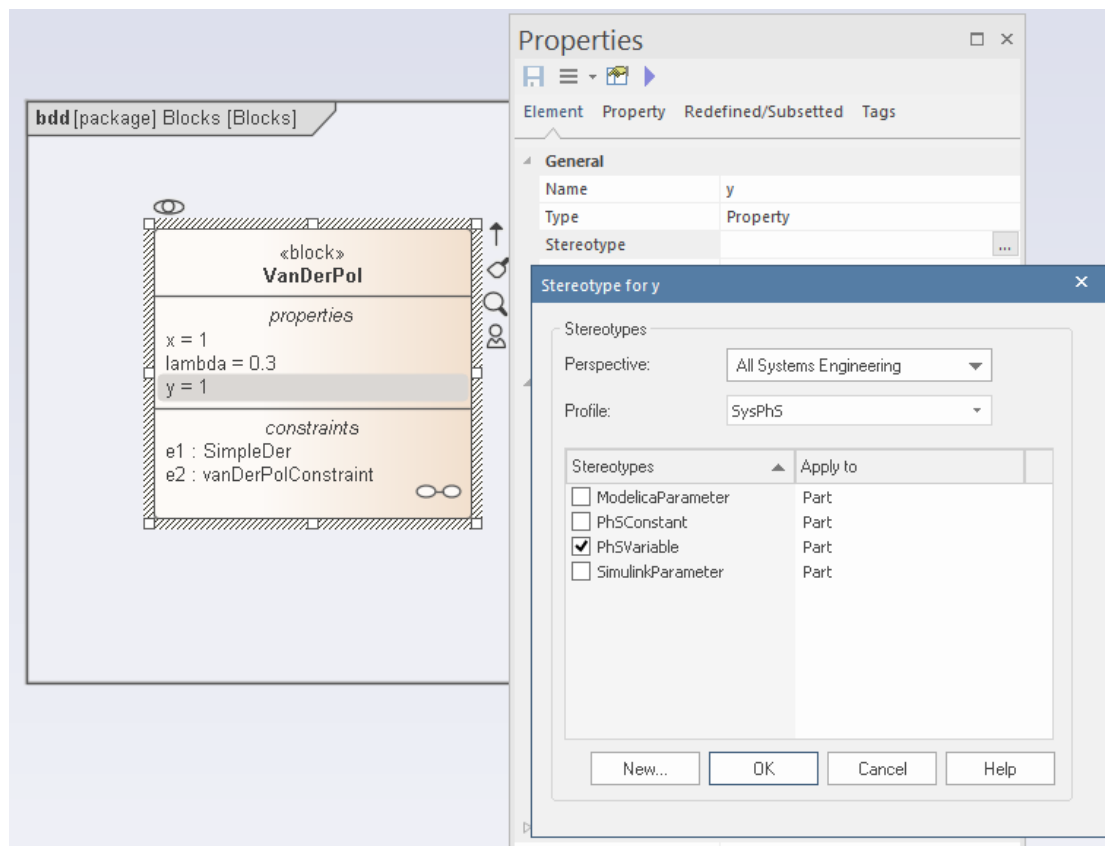 Properties
Element Property Redefined/Subsetted Tags
General
Name y
Type Property
Stereotype ...
bdd [package] Blocks [Blocks]
«block»
VanDerPol
properties
x = 1
lambda = 0.3
y = 1
constraints
e1 : SimpleDer
e2 : vanDerPolConstraint
Stereotype for y
Stereotypes
Perspective: All Systems Engineering
Profile: SysPhS
Stereotypes Apply to
ModelicaParameter Part
PhSConstant Part
PhSVariable Part
SimulinkParameter Part
New... OK Cancel Help